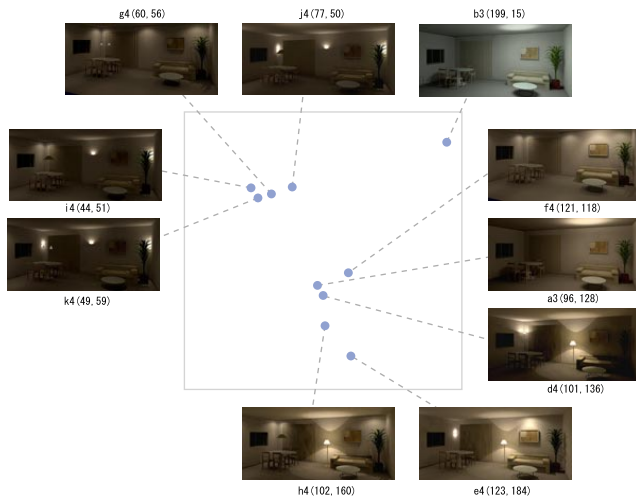 g4(60, 56)
j4(77, 50)
b3(199, 15)
i4(44, 51)
f4(121, 118)
k4(49, 59)
a3(96, 128)
d4(101, 136)
h4(102, 160)
e4(123, 184)